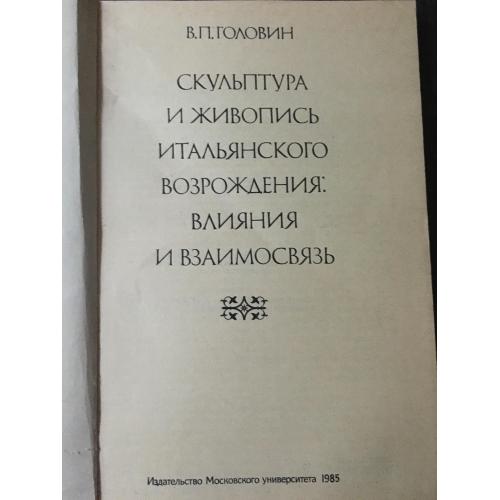 В.П.ГОЛОВИН
СКУЛЬПТУРА
И ЖИВОПИСЬ
ИТАЛЬЯНСКОГО
ВОЗРОЖДЕНИЯ:
ВЛИЯНИЯ
И ВЗАИМОСВЯЗЬ
Издательство Московского университета 1985